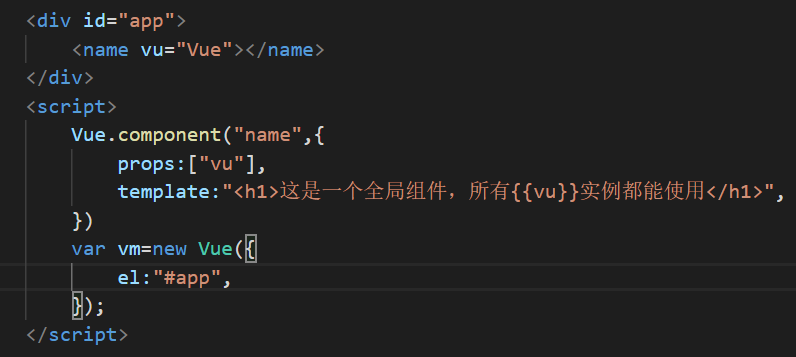 <div id="app">
<name vu="Vue"></name>
</div>
<script>
Vue.component("name",{
props:["vu"],
template:"<h1>这是一个全局组件，所有{{vu}}实例都能使用</h1>",
})
var vm=new Vue({
el:"#app",
});
</script>